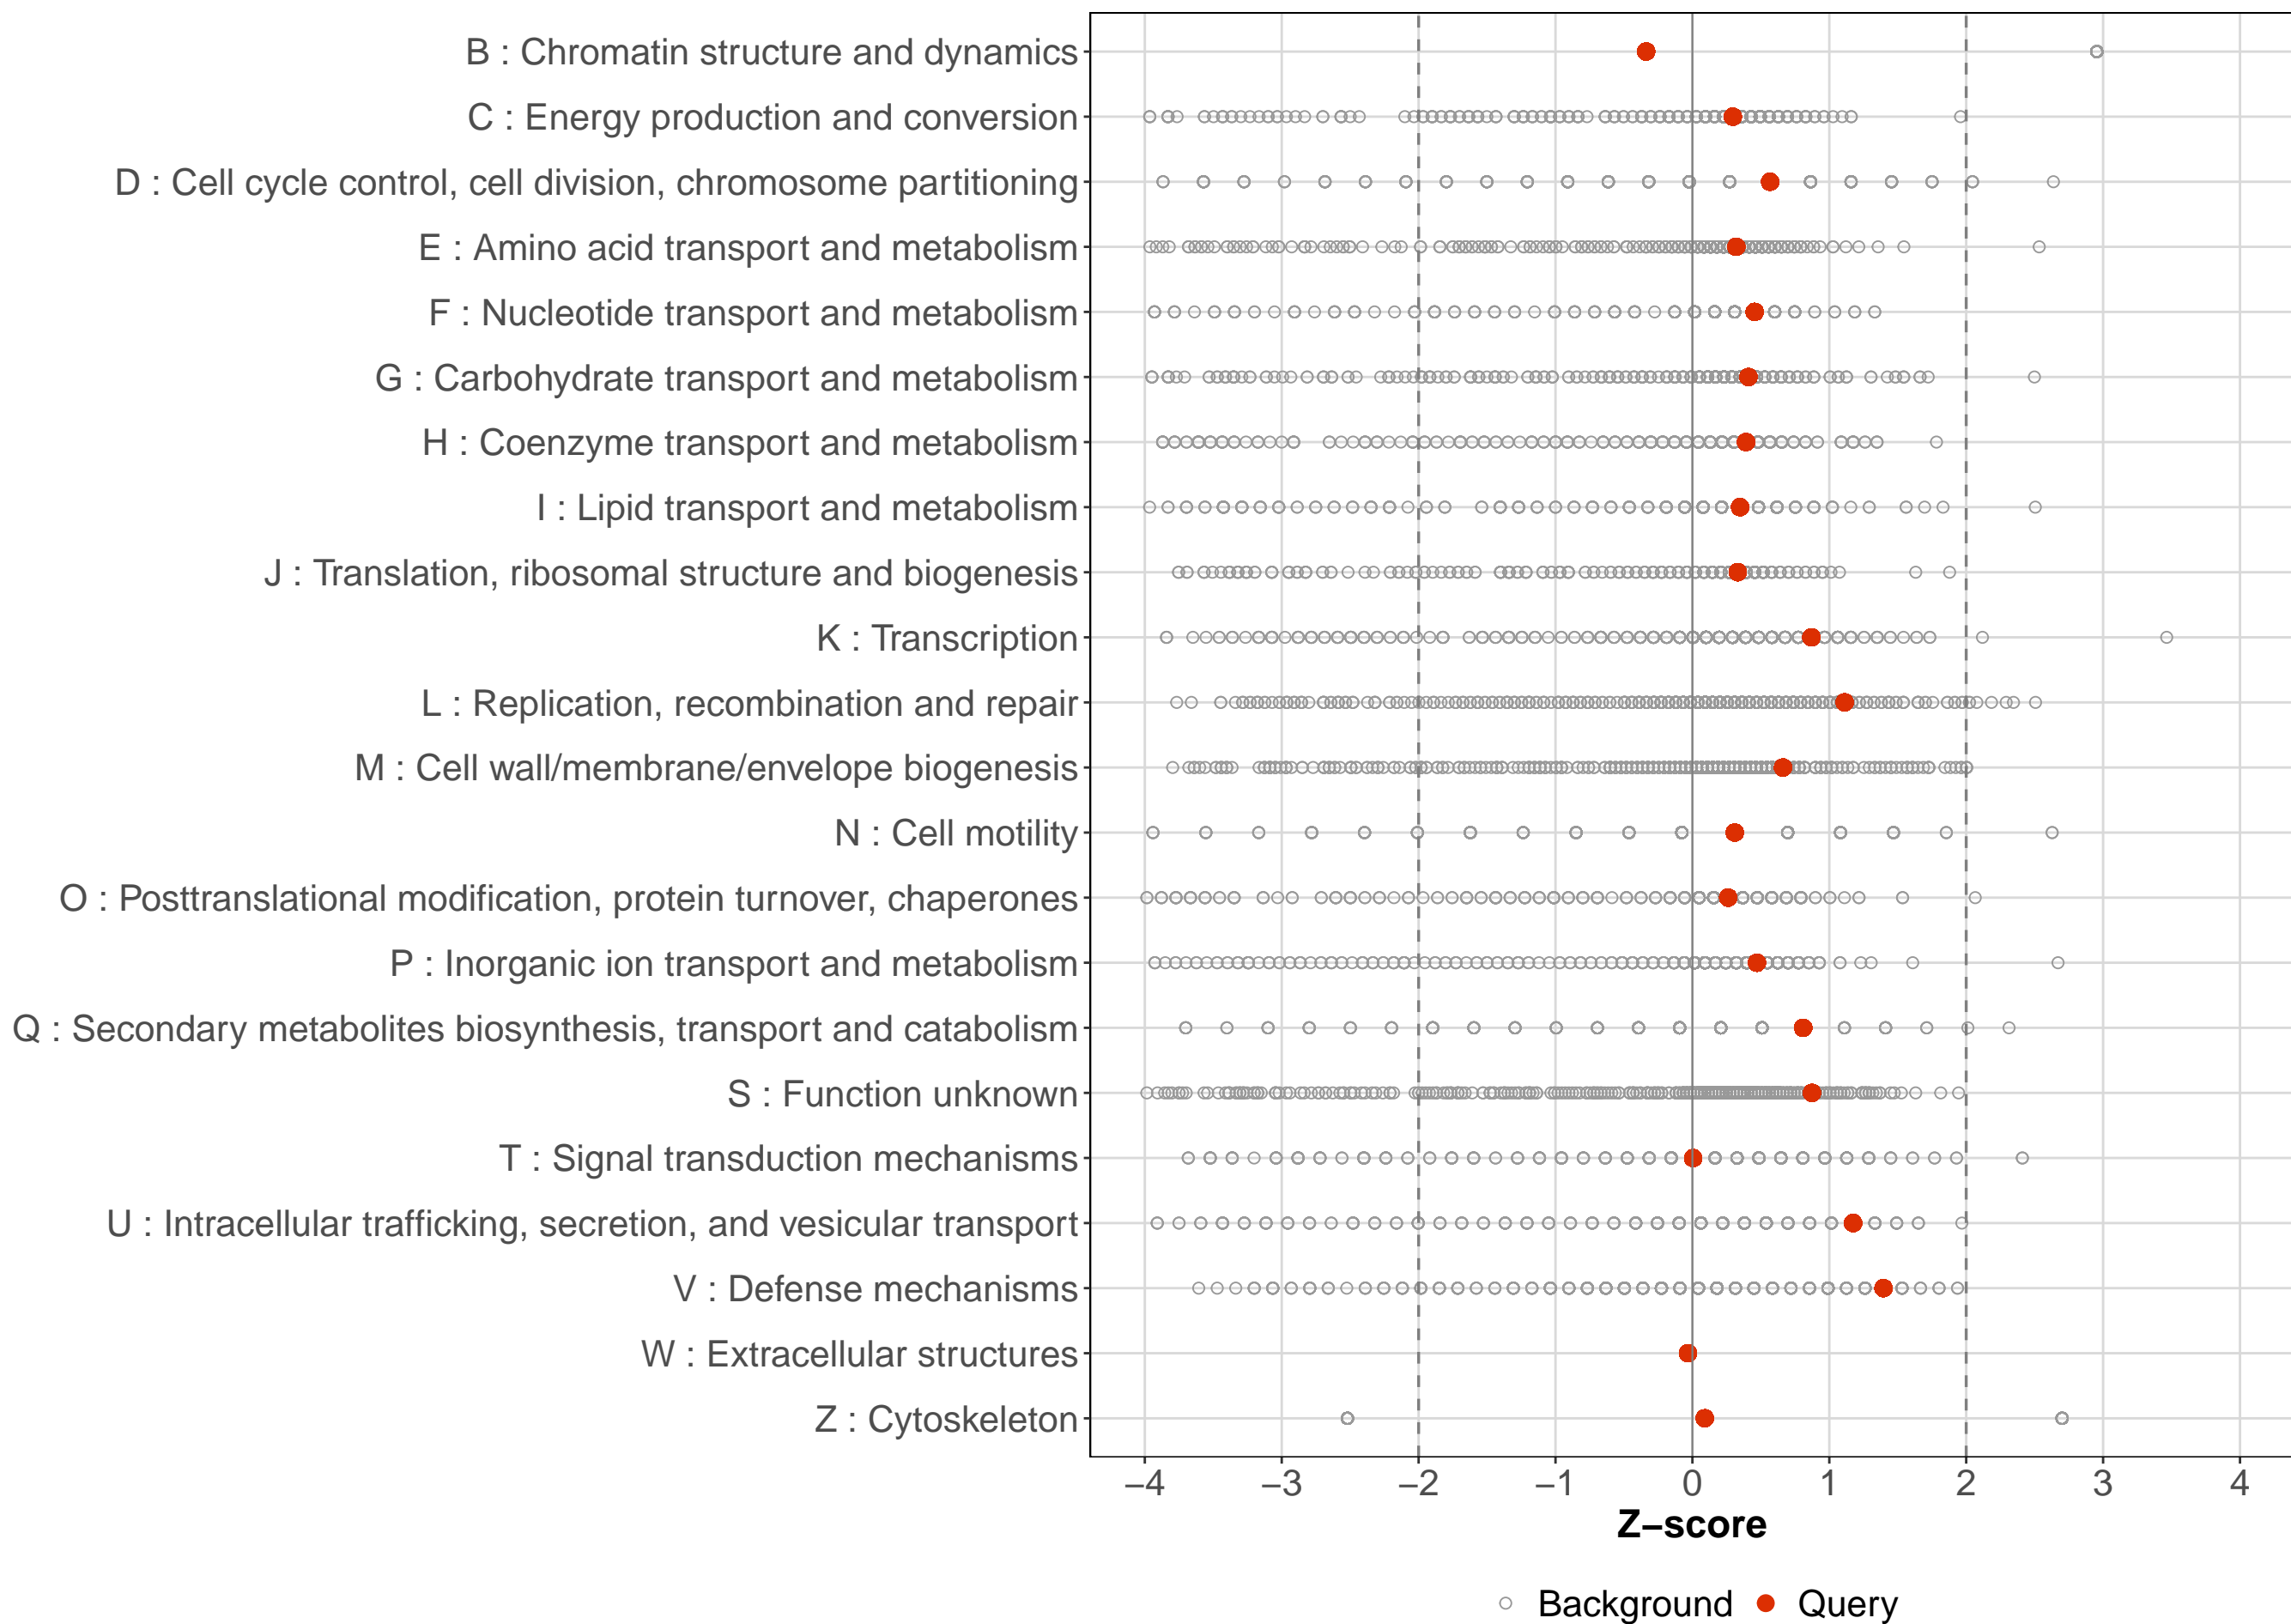 B : Chromatin structure and dynamics
C : Energy production and conversion
D : Cell cycle control, cell division, chromosome partitioning
E : Amino acid transport and metabolism
F : Nucleotide transport and metabolism
G : Carbohydrate transport and metabolism
H : Coenzyme transport and metabolism
I : Lipid transport and metabolism
J : Translation, ribosomal structure and biogenesis
K : Transcription
L : Replication, recombination and repair
M : Cell wall/membrane/envelope biogenesis
N : Cell motility
O : Posttranslational modification, protein turnover, chaperones
P : Inorganic ion transport and metabolism
Q : Secondary metabolites biosynthesis, transport and catabolism
S : Function unknown
T : Signal transduction mechanisms
U : Intracellular trafficking, secretion, and vesicular transport
V : Defense mechanisms
W : Extracellular structures
Z : Cytoskeleton
−4 −3 −2 −1 0 1 2 3 4
Z−score
Background Query